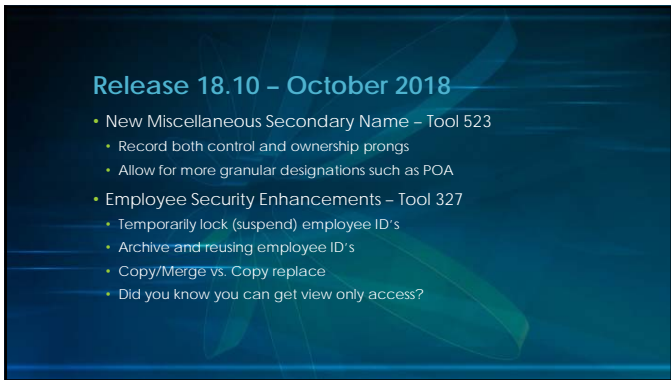 Release 18.10 – October 2018
• New Miscellaneous Secondary Name – Tool 523
• Record both control and ownership prongs
• Allow for more granular designations such as POA
• Employee Security Enhancements – Tool 327
• Temporarily lock (suspend) employee ID's
• Archive and reusing employee ID's
• Copy/Merge vs. Copy replace
• Did you know you can get view only access?